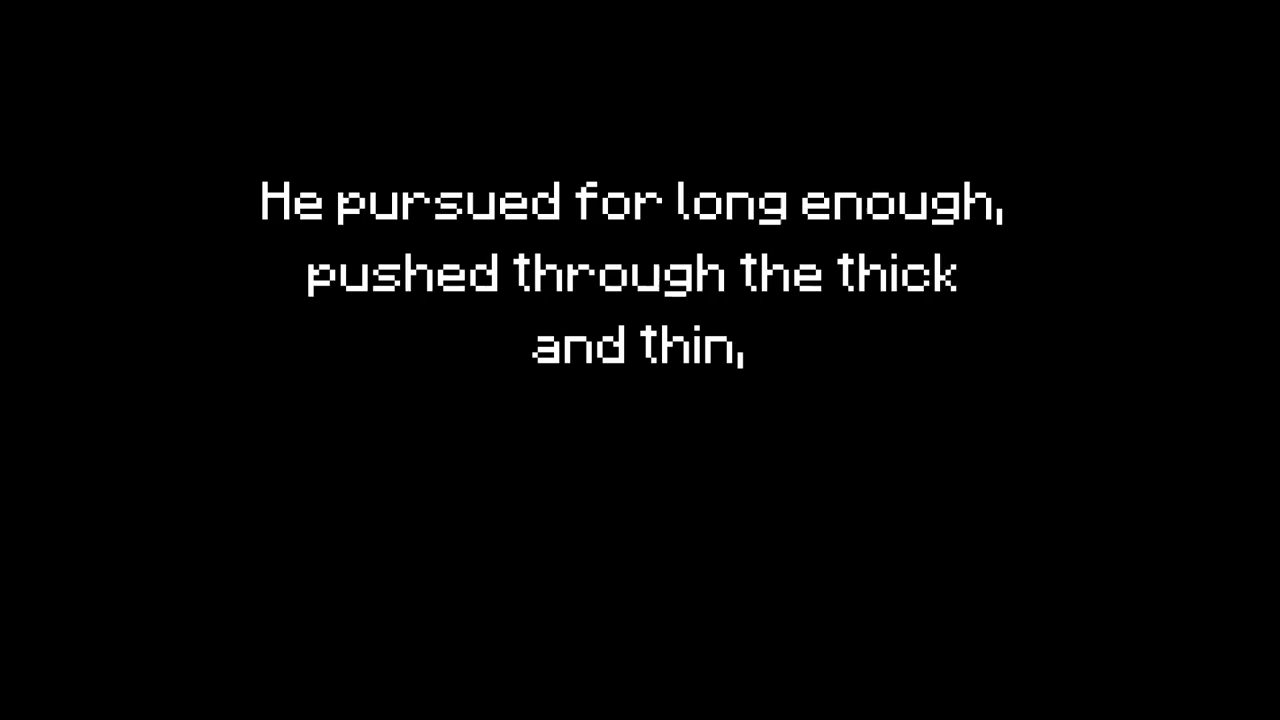 He pursued for long enough,
pushed through the thick
and thin,